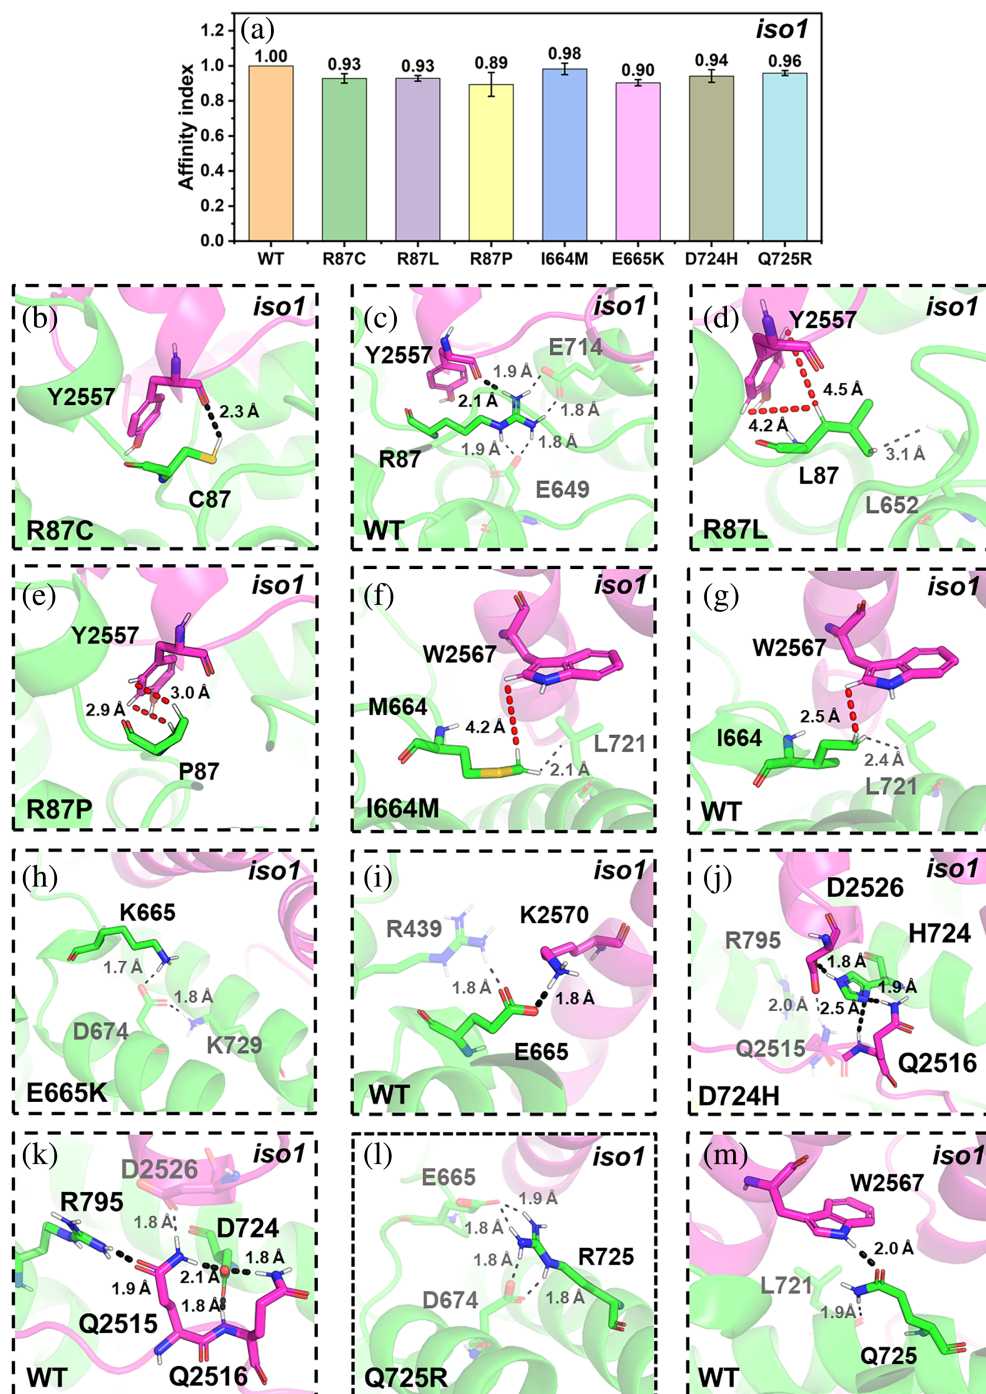 (a)
iso1
Affinity index
1.2
1.0
0.8
0.6
0.4
0.2
0.0
1.00
0.93
0.93
0.89
0.98
0.90
0.94
0.96
WT
R87C
R87L
R87P
I664M
E665K
D724H
Q725R
(b)
iso1
Y2557
2.3 Å
C87
R87C
(c)
iso1
Y2557
E714
1.9 Å
2.1 Å
1.8 Å
R87
1.9 Å
1.8 Å
E649
WT
(d)
iso1
Y2557
4.5 Å
4.2 Å
3.1 Å
L87
L652
R87L
(e)
iso1
Y2557
3.0 Å
2.9 Å
P87
R87P
(f)
iso1
W2567
M664
4.2 Å
L721
2.1 Å
I664M
(g)
iso1
W2567
2.5 Å
I664
2.4 Å
L721
WT
(h)
iso1
K665
1.7 Å
1.8 Å
D674
K729
E665K
(i)
iso1
K2570
R439
1.8 Å
1.8 Å
E665
WT
(j)
iso1
D2526
H724
R795
1.8 Å
1.9 Å
2.0 Å
2.5 Å
Q2515
Q2516
D724H
(k)
iso1
D2526
R795
1.8 Å
D724
1.8 Å
2.1 Å
1.9 Å
1.8 Å
Q2515
Q2516
WT
(l)
iso1
E665
1.9 Å
1.8 Å
1.8 Å
R725
D674
1.8 Å
Q725R
(m)
iso1
W2567
2.0 Å
L721
1.9Å
Q725
WT